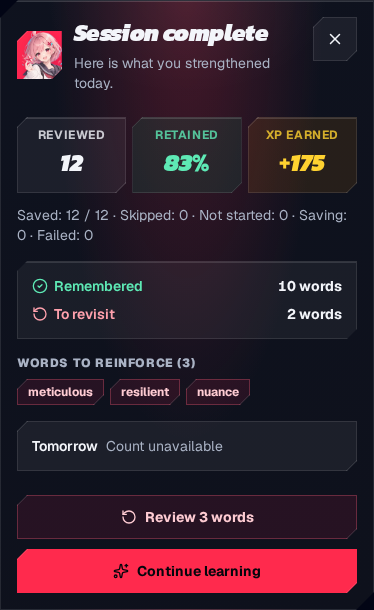 Session complete
Here is what you strengthened
today.
REVIEWED
12
RETAINED
83%
XP EARNED
+175
Saved: 12 / 12 · Skipped: 0 · Not started: 0 · Saving:
0 · Failed: 0
Remembered 10 words
To revisit 2 words
WORDS TO REINFORCE (3)
meticulous resilient nuance
Tomorrow Count unavailable
Review 3 words
Continue learning